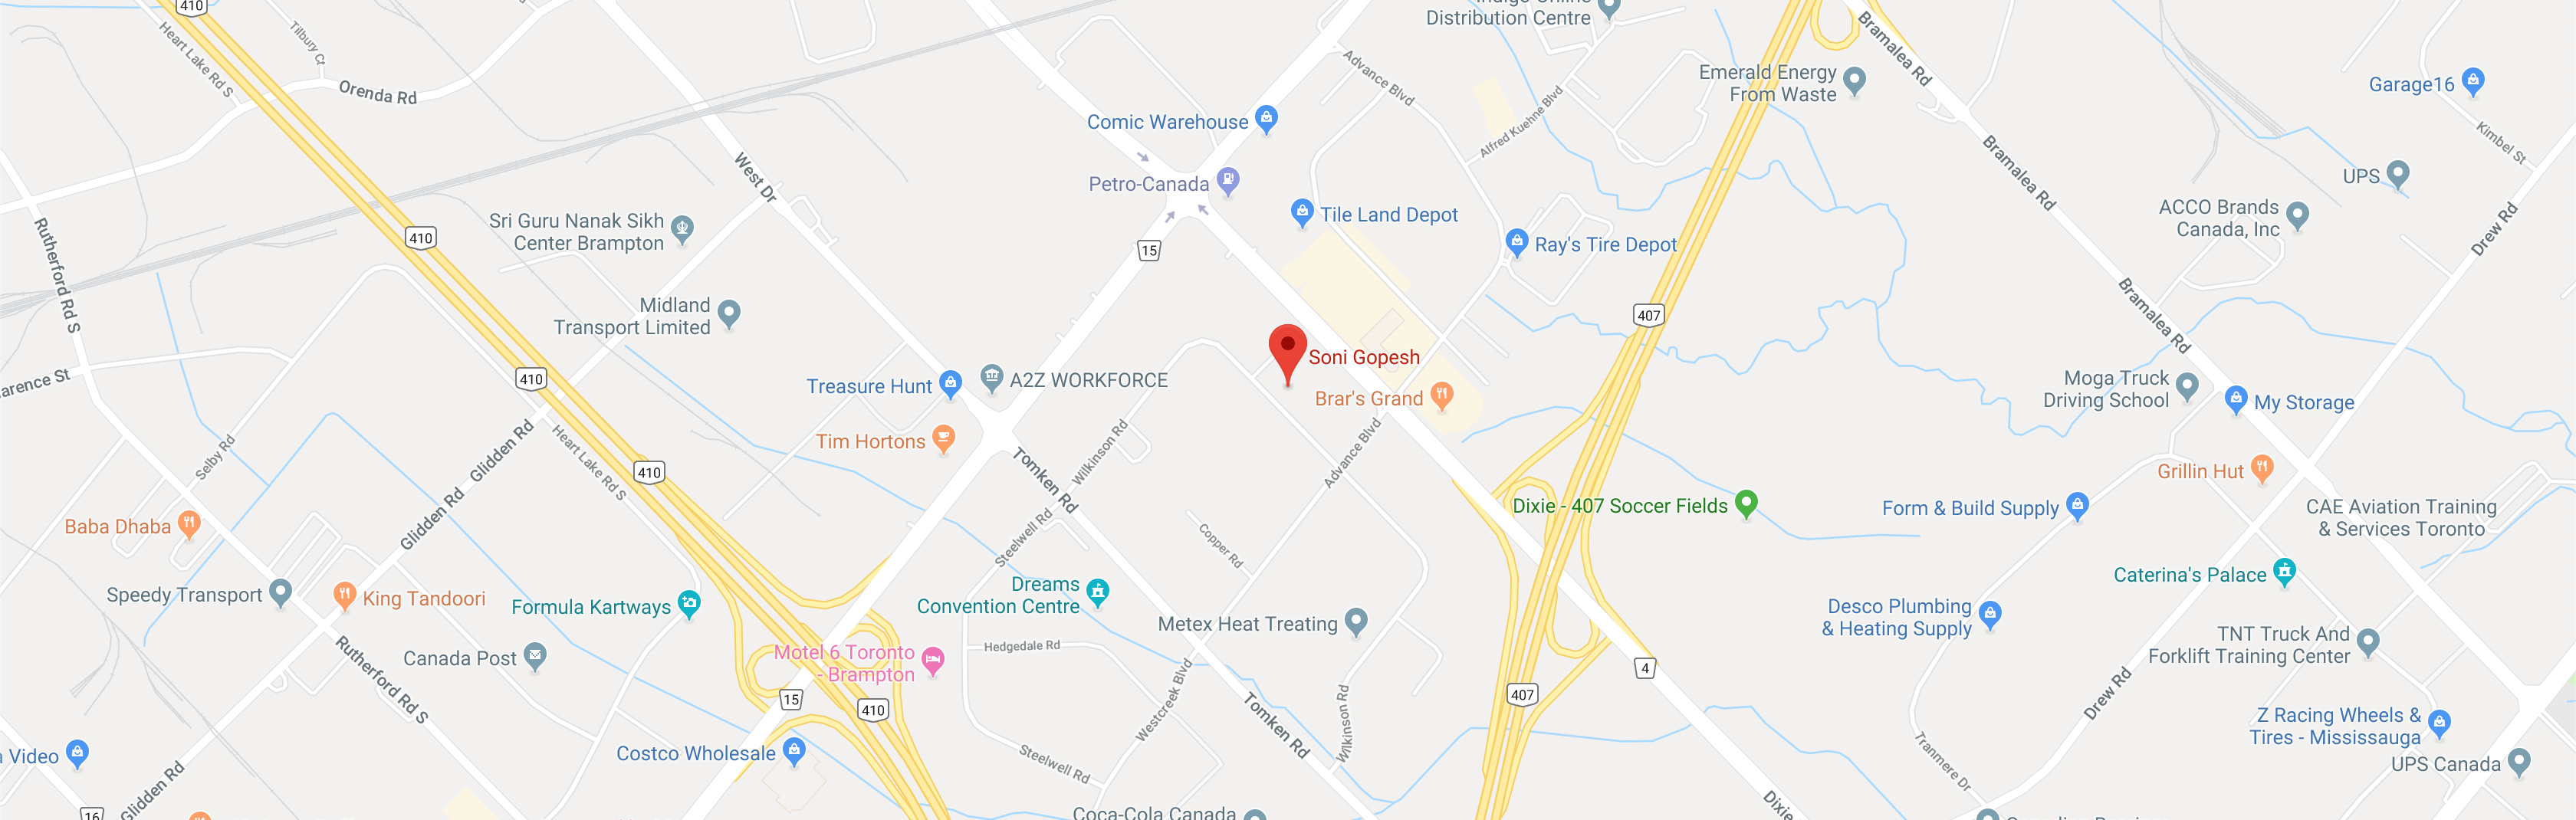 410
Heart Lake Rd S
Tilbury Ct
Orenda Rd
Distribution Centre
Bramalea Rd
Advance Blvd
Emerald Energy
From Waste
Garage16
Comic Warehouse
Alfred Kuehne Blvd
Kimbel St
Bramalea Rd
West Dr
Petro-Canada
UPS
Tile Land Depot
ACCO Brands
Canada, Inc
Sri Guru Nanak Sikh
Center Brampton
410
15
Ray's Tire Depot
Drew Rd
Rutherford Rd S
Midland
Transport Limited
407
Bramalea Rd
Soni Gopesh
410
A2Z WORKFORCE
Treasure Hunt
Brar's Grand
Moga Truck
Driving School
My Storage
arence St
Tim Hortons
Selby Rd
Glidden Rd
Glidden Rd
Heart Lake Rd S
410
Tomken Rd
Wilkinson Rd
Advance Blvd
Grillin Hut
Dixie - 407 Soccer Fields
Form & Build Supply
CAE Aviation Training
& Services Toronto
Baba Dhaba
Steelwell Rd
Copper Rd
Speedy Transport
King Tandoori
Formula Kartways
Dreams
Convention Centre
Metex Heat Treating
Caterina's Palace
Desco Plumbing
& Heating Supply
TNT Truck And
Forklift Training Center
Canada Post
Rutherford Rd S
Motel 6 Toronto
- Brampton
Hedgedale Rd
4
15
410
407
Westcreek Blvd
Tomken Rd
Wilkinson Rd
Drew Rd
Z Racing Wheels &
Tires - Mississauga
Video
Costco Wholesale
Steelwell Rd
Tranmere Dr
UPS Canada
Glidden Rd
16
Coca-Cola Canada
Dixie